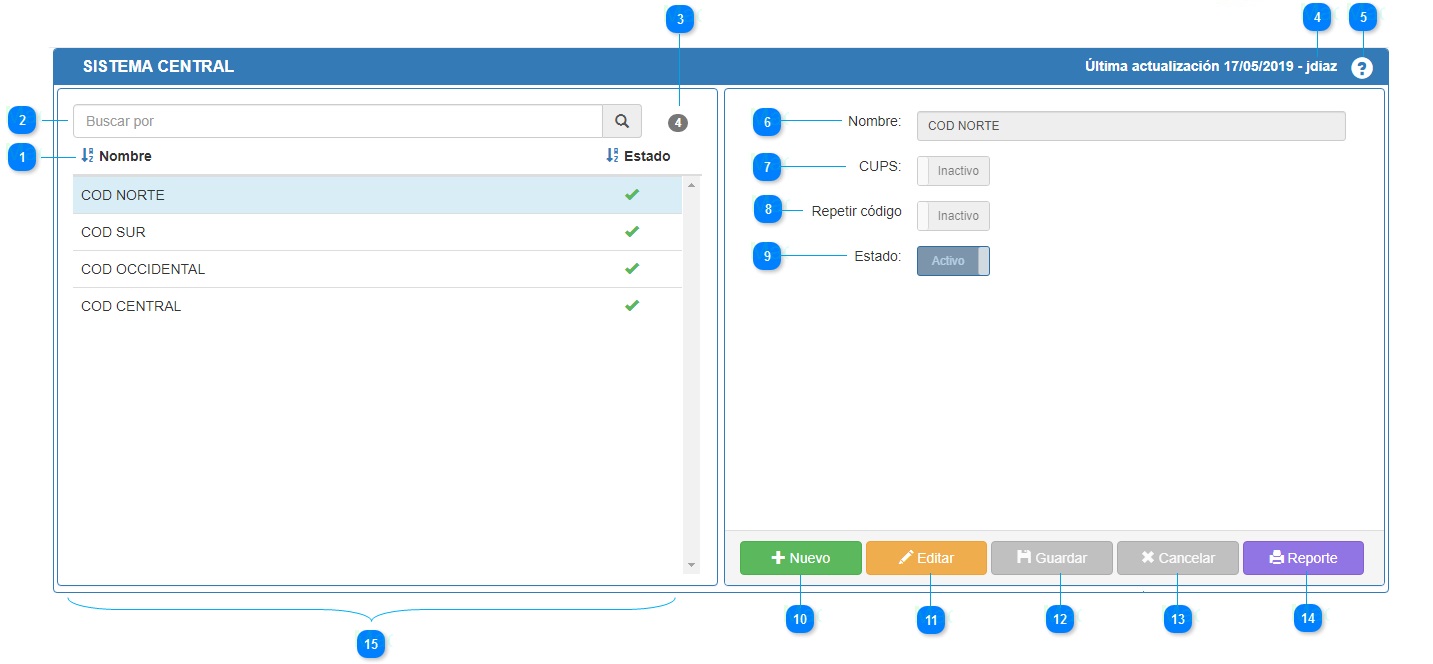 3
4
5
SISTEMA CENTRAL
Última actualización 17/05/2019 - jdiaz
?
2
Buscar por
4
1
Nombre
Estado
COD NORTE
COD SUR
COD OCCIDENTAL
COD CENTRAL
6
Nombre:
COD NORTE
7
CUPS:
Inactivo
8
Repetir código
Inactivo
9
Estado:
Activo
Nuevo
Editar
Guardar
Cancelar
Reporte
10
11
12
13
14
15